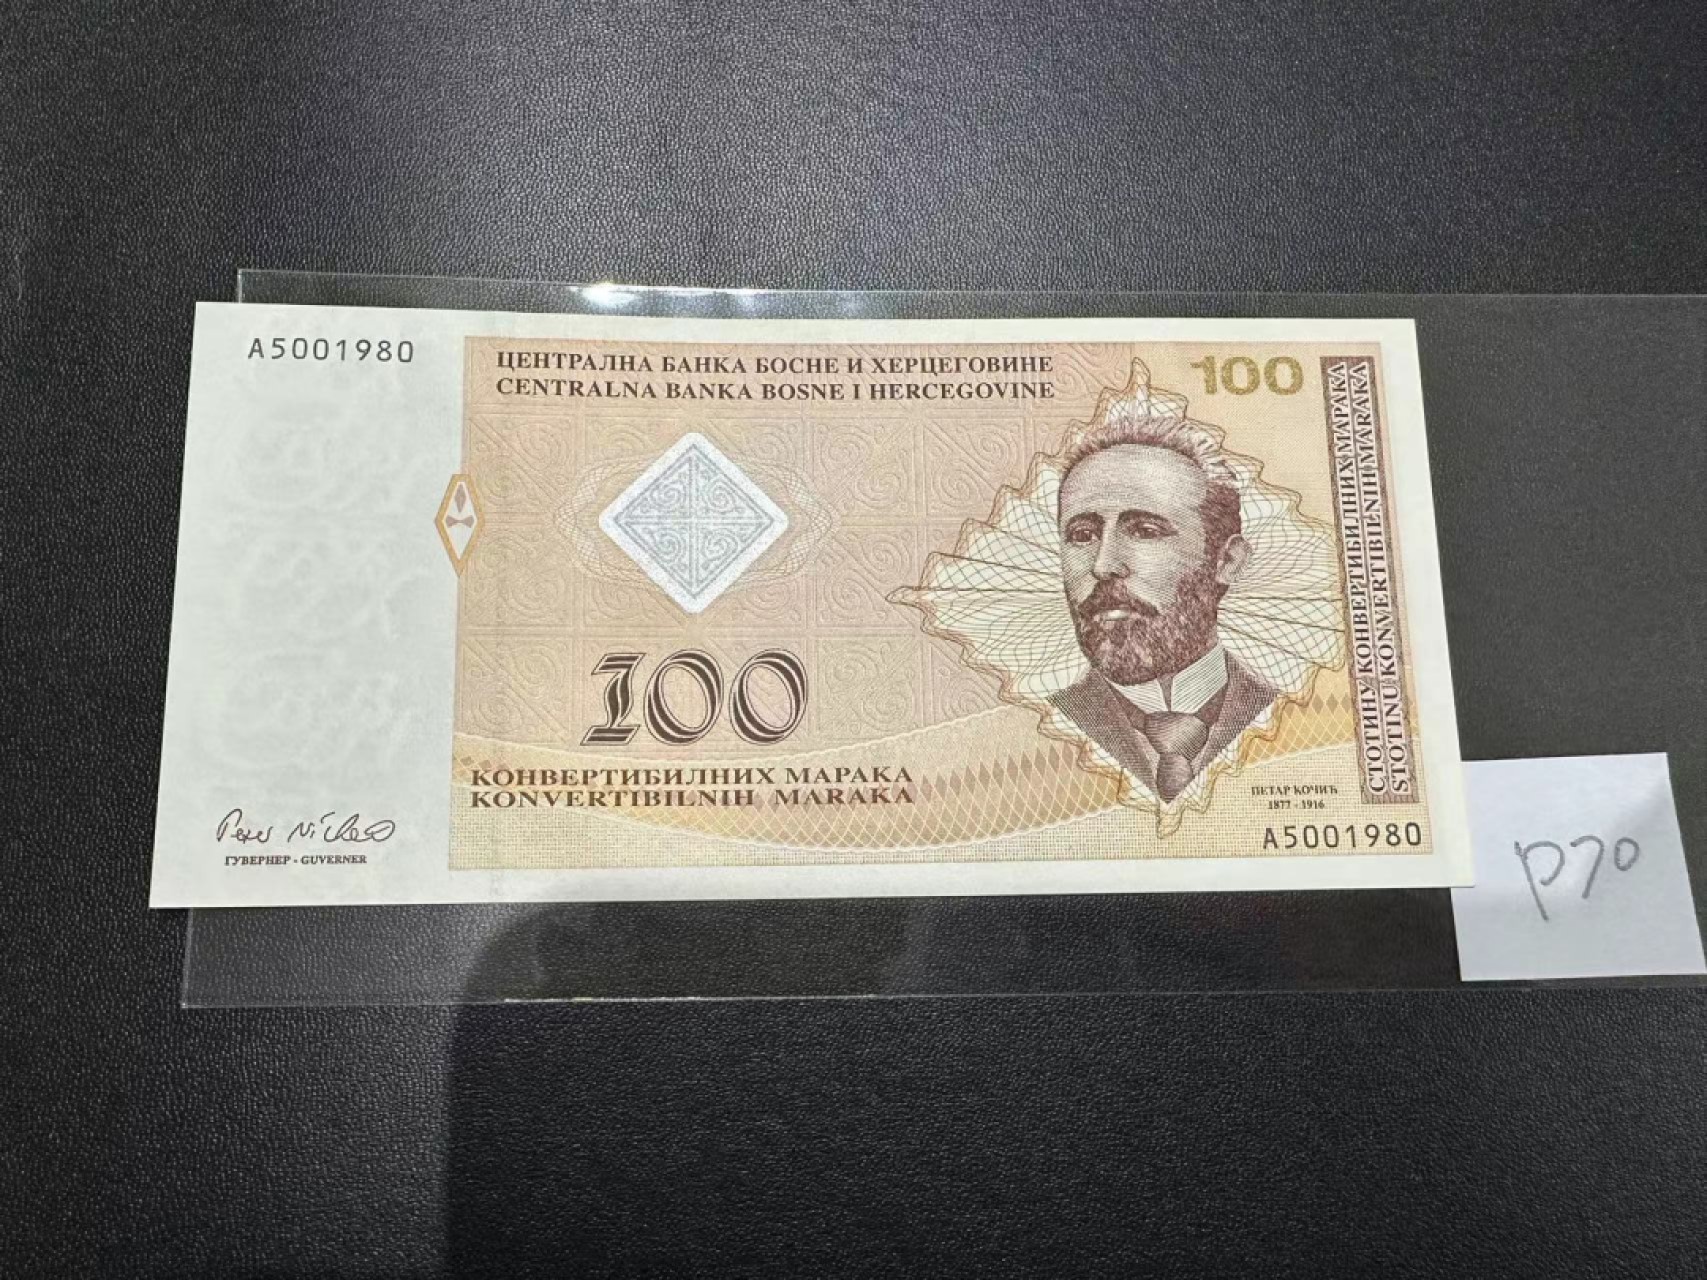 A5001980
ЦЕНТРАЛНА БАНКА БОСНЕ И ХЕРЦЕГОВИНЕ
CENTRALNA BANKA BOSNE I HERCEGOVINE
100
СТОТИНУ КОНВЕРТИБИЛНИХ МАРАКА
STOTINU KONVERTIBILNIH MARAKA
100
КОНВЕРТИБИЛНИХ МАРАКА
KONVERTIBILNIH MARAKA
ПЕТАР КОЧИЋ
1877 - 1916
A5001980
ГУВЕРНЕР - GUVERNER
P70